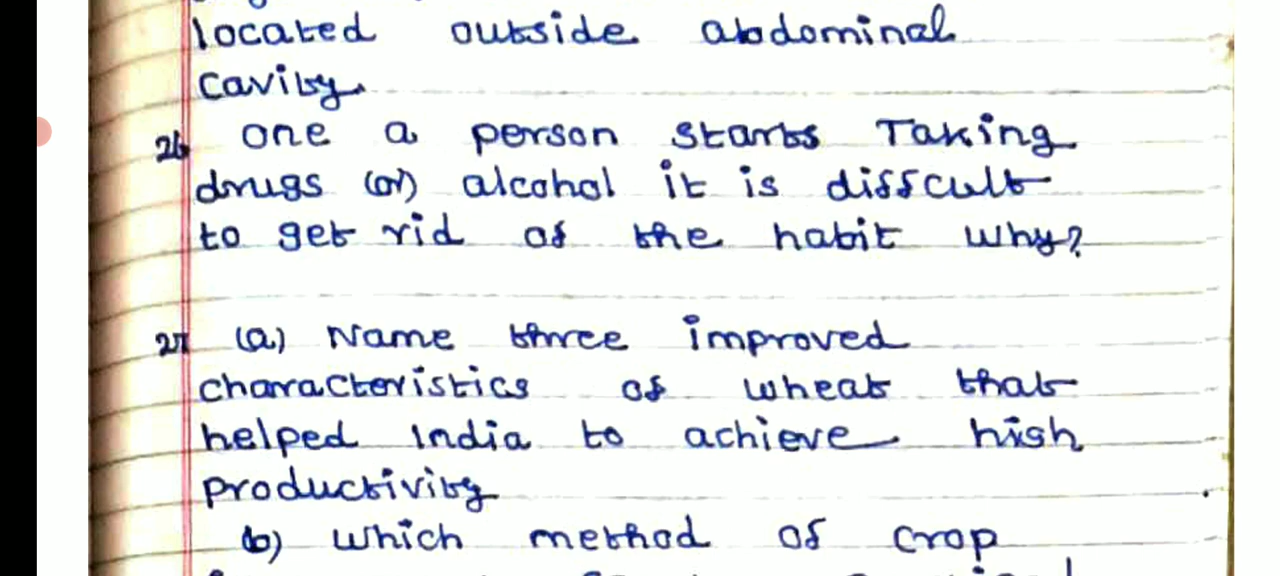 located outside abdominal
cavity.
26 One a person starts Taking
drugs (or) alcohol it is diffcult
to get rid of the habit why?
27 (a) Name three improved
characteristics of wheat that
helped India to achieve high
productivity
b) which method of crop